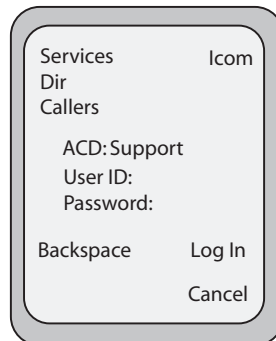 Services Icom
Dir
Callers
ACD: Support
User ID:
Password:
Backspace Log In
Cancel